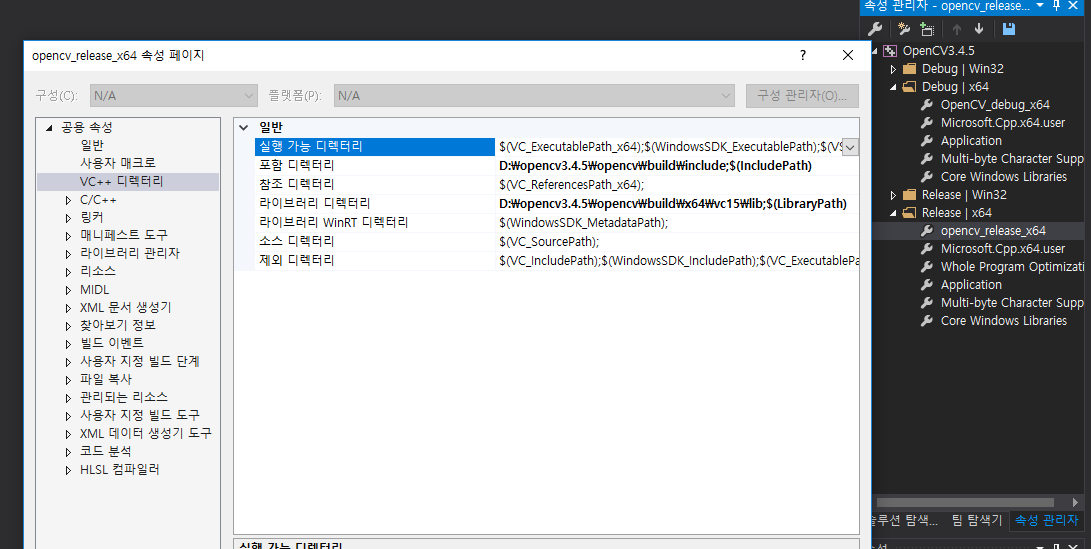 속성 관리자 - opencv_release...
opencv_release_x64 속성 페이지
?
구성(C):
N/A
플랫폼(P):
N/A
구성 관리자(O)...
공용 속성
일반
사용자 매크로
VC++ 디렉터리
C/C++
링커
매니페스트 도구
라이브러리 관리자
리소스
MIDL
XML 문서 생성기
찾아보기 정보
빌드 이벤트
사용자 지정 빌드 단계
파일 복사
관리되는 리소스
사용자 지정 빌드 도구
XML 데이터 생성기 도구
코드 분석
HLSL 컴파일러
일반
실행 가능 디렉터리 $(VC_ExecutablePath_x64);$(WindowsSDK_ExecutablePath);$(VS
포함 디렉터리 D:₩opencv3.4.5₩opencv₩build₩include;$(IncludePath)
참조 디렉터리 $(VC_ReferencesPath_x64);
라이브러리 디렉터리 D:₩opencv3.4.5₩opencv₩build₩x64₩vc15₩lib;$(LibraryPath)
라이브러리 WinRT 디렉터리 $(WindowsSDK_MetadataPath);
소스 디렉터리 $(VC_SourcePath);
제외 디렉터리 $(VC_IncludePath);$(WindowsSDK_IncludePath);$(VC_ExecutablePa
실행 가능 디렉터리
OpenCV3.4.5
Debug | Win32
Debug | x64
OpenCV_debug_x64
Microsoft.Cpp.x64.user
Application
Multi-byte Character Supp
Core Windows Libraries
Release | Win32
Release | x64
opencv_release_x64
Microsoft.Cpp.x64.user
Whole Program Optimizati
Application
Multi-byte Character Supp
Core Windows Libraries
솔루션 탐색...
팀 탐색기
속성 관리자
속성